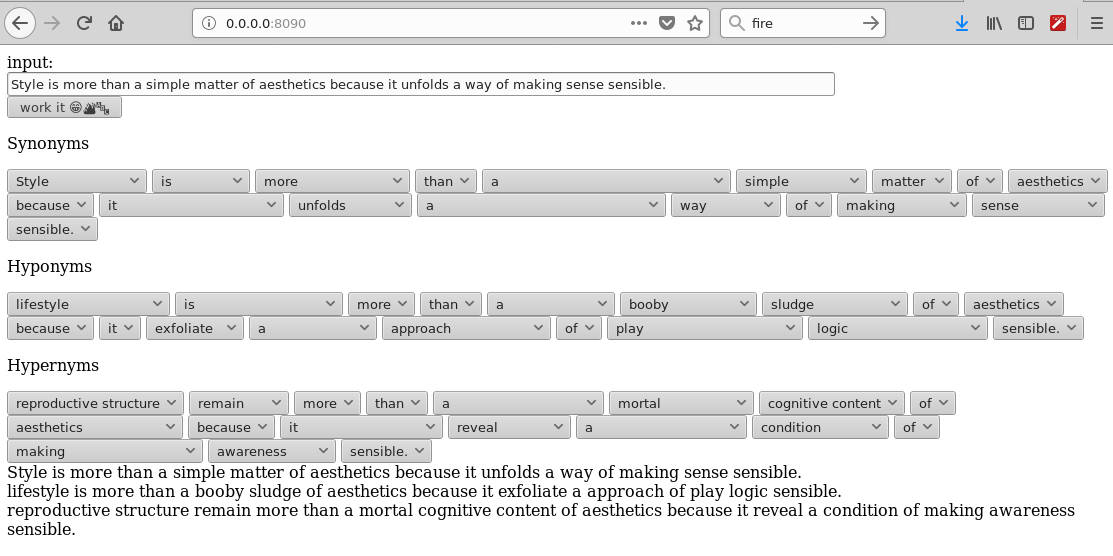 0.0.0.0:8090 fire
input:
Style is more than a simple matter of aesthetics because it unfolds a way of making sense sensible.
work it 😁🏕🛰
Synonyms
Style is more than a simple matter of aesthetics
because it unfolds a way of making sense
sensible.
Hyponyms
lifestyle is more than a booby sludge of aesthetics
because it exfoliate a approach of play logic sensible.
Hypernyms
reproductive structure remain more than a mortal cognitive content of
aesthetics because it reveal a condition of
making awareness sensible.
Style is more than a simple matter of aesthetics because it unfolds a way of making sense sensible.
lifestyle is more than a booby sludge of aesthetics because it exfoliate a approach of play logic sensible.
reproductive structure remain more than a mortal cognitive content of aesthetics because it reveal a condition of making awareness
sensible.